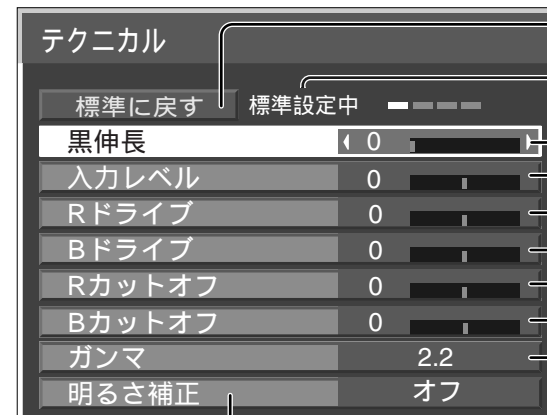 テクニカル
標準に戻す 標準設定中
黒伸長 0
入力レベル 0
Rドライブ 0
Bドライブ 0
Rカットオフ 0
Bカットオフ 0
ガンマ 2.2
明るさ補正 オフ